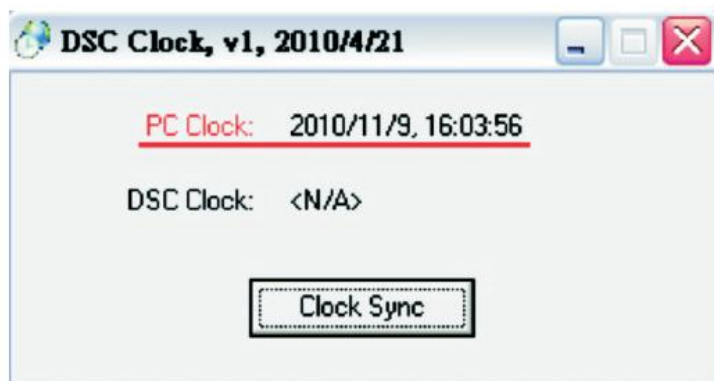 DSC Clock, v1, 2010/4/21
PC Clock: 2010/11/9, 16:03:56
DSC Clock: <N/A>
Clock Sync